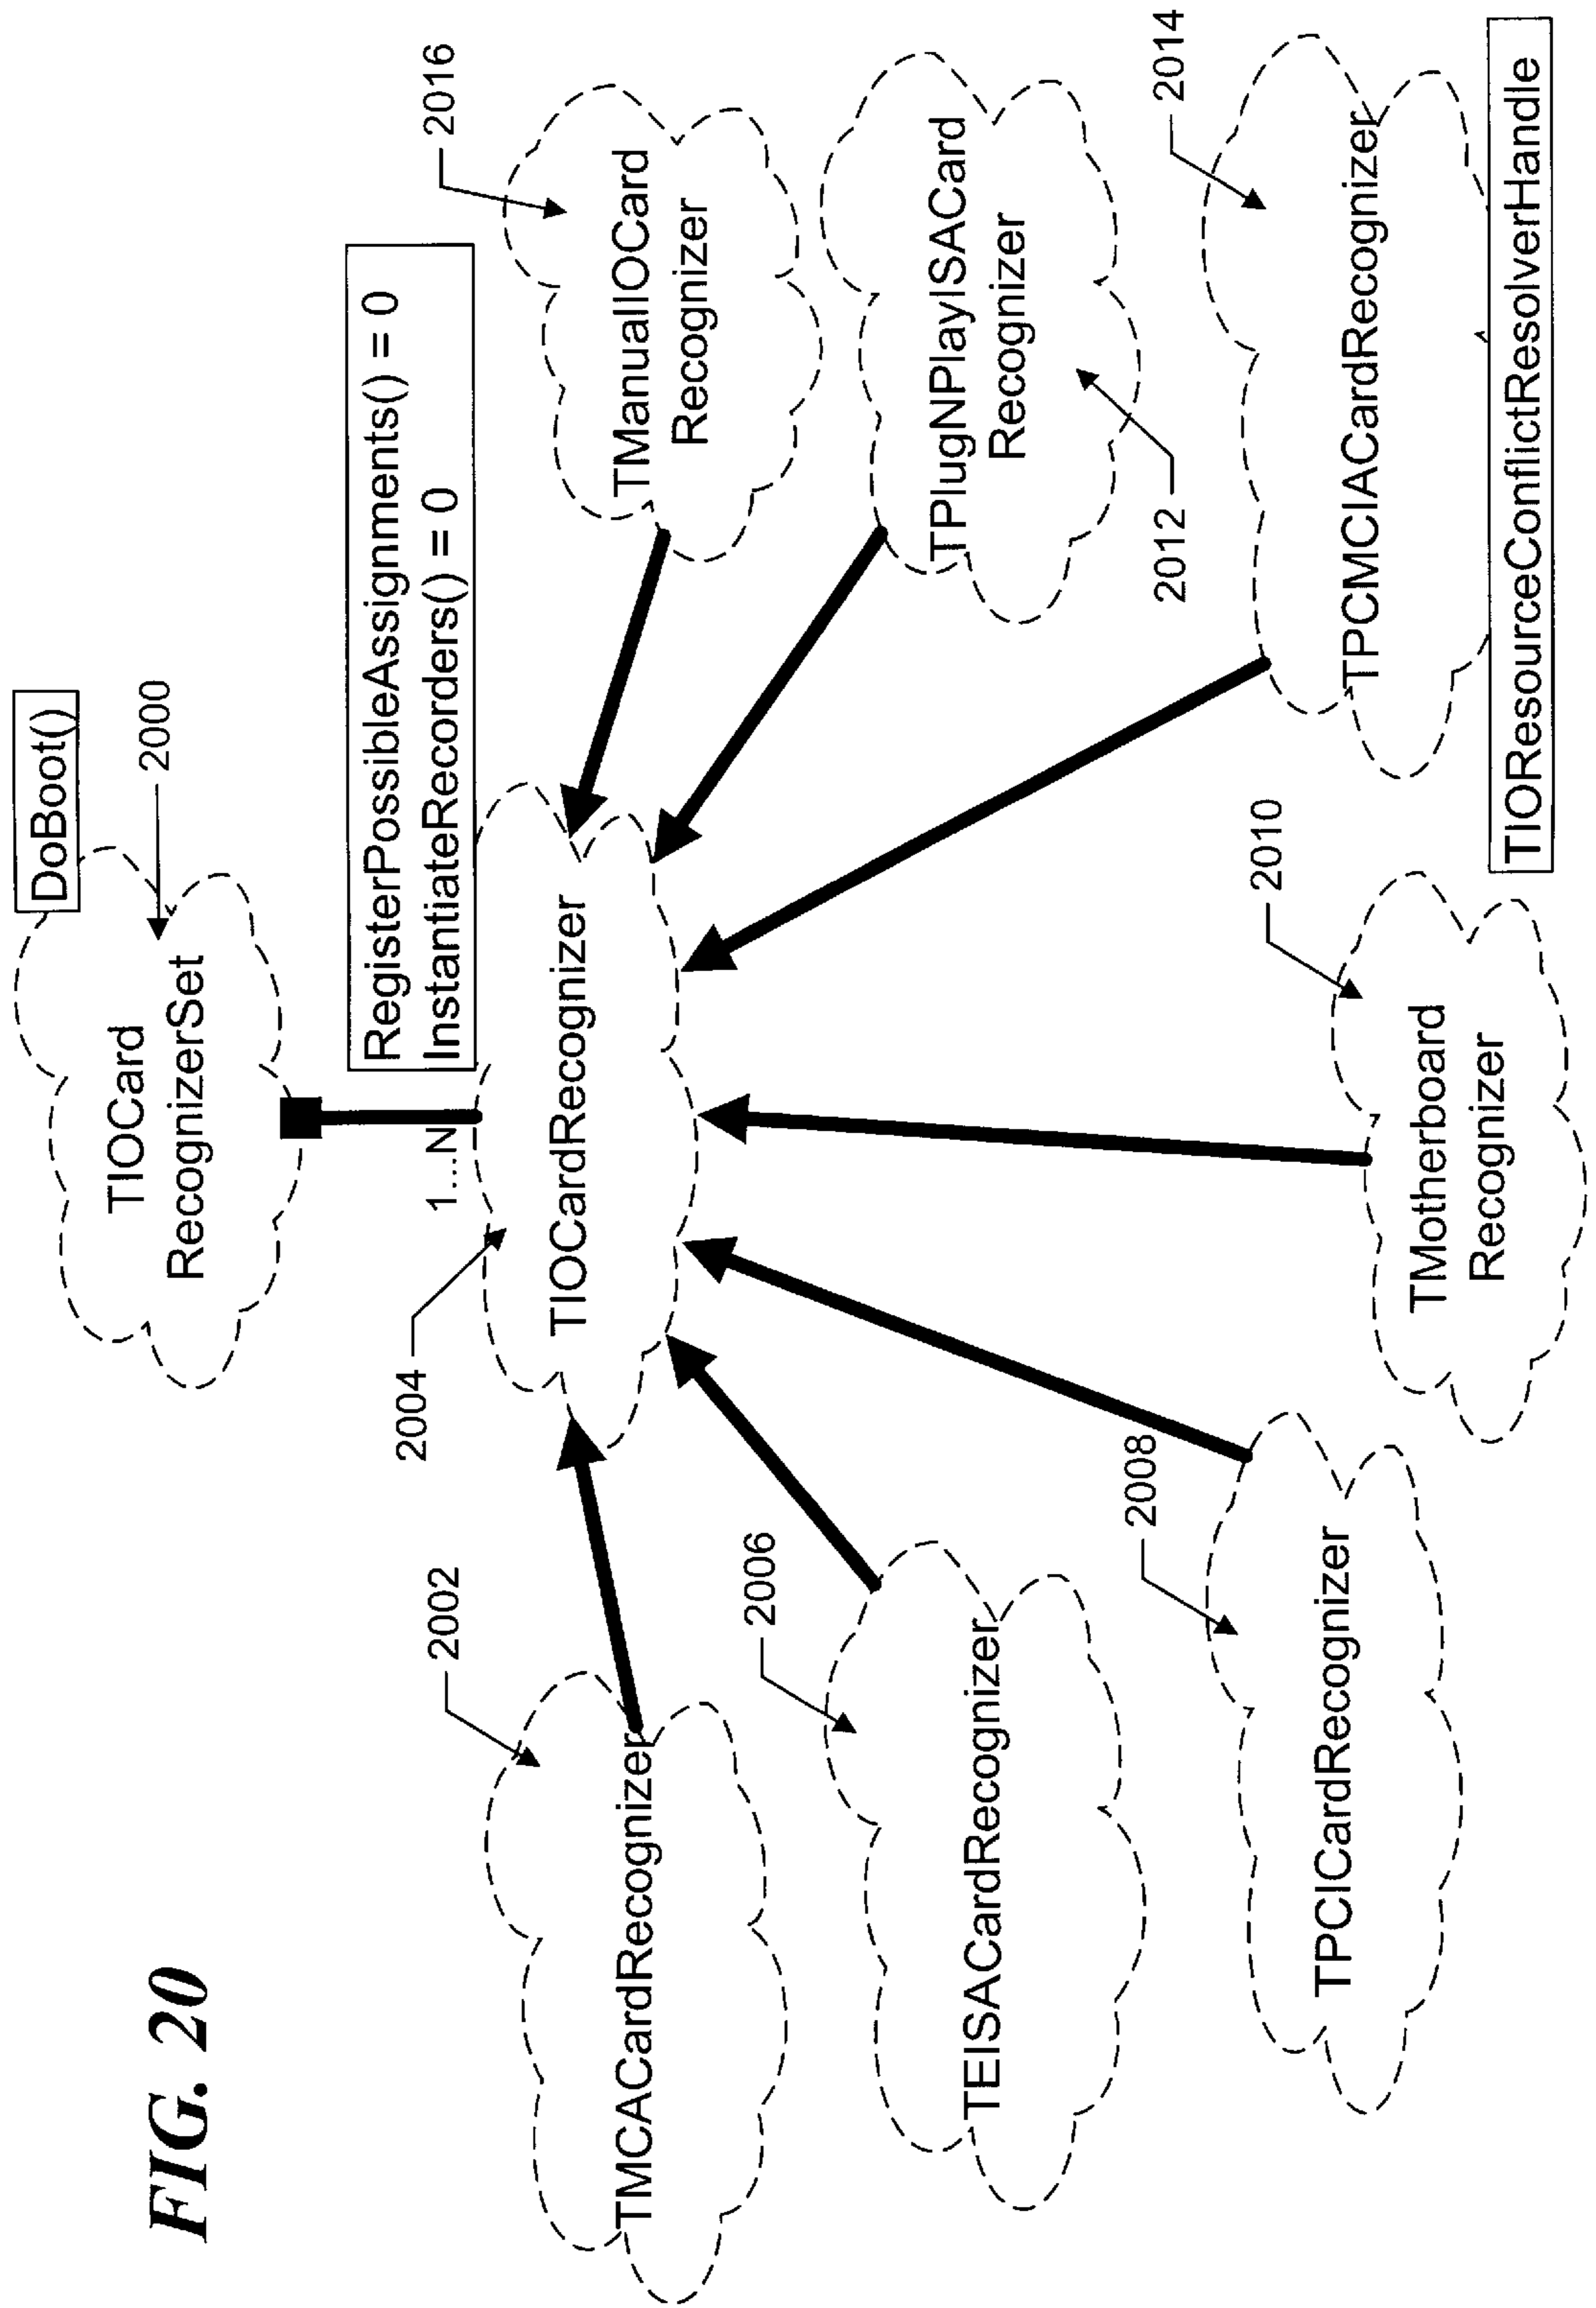 FIG. 20
DoBoot()
2000
TIOCard
RecognizerSet
RegisterPossibleAssignments() = 0
InstantiateRecorders() = 0
1...N
2004
TIOCardRecognizer
2002
TMCACardRecognizer
2016
TManualIOCard
Recognizer
2006
TEISACardRecognizer
TPlugNPlayISACard
Recognizer
2012
2008
TPCICardRecognizer
2010
TMotherboard
Recognizer
2014
TPCMCIACardRecognizer
TIOResourceConflictResolverHandle